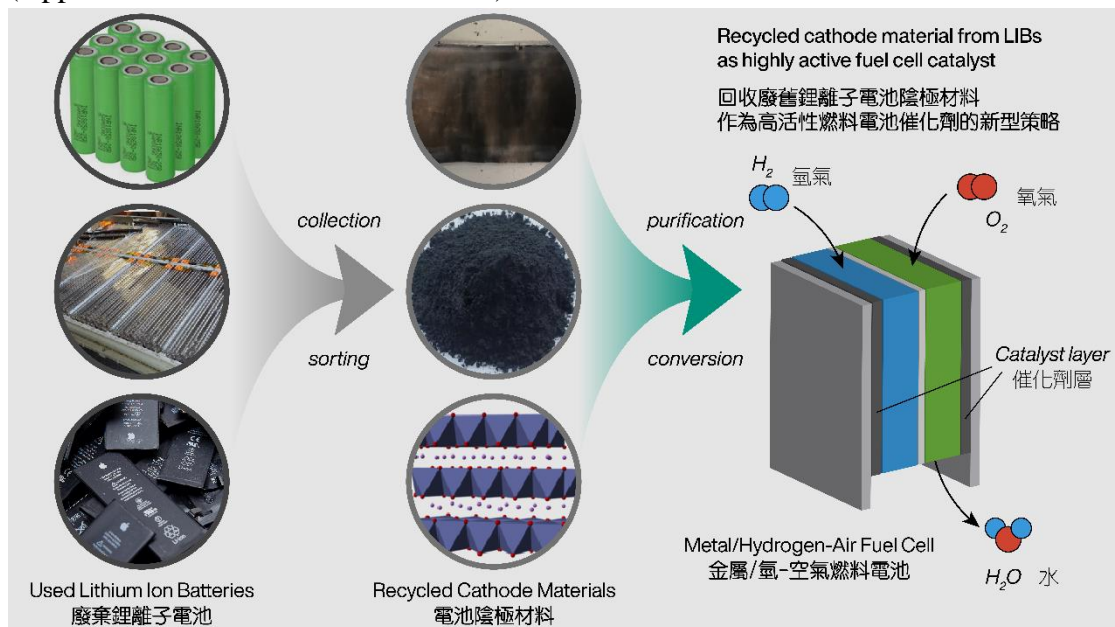 Recycled cathode material from LIBs
as highly active fuel cell catalyst
回收廢舊鋰離子電池陰極材料
作為高活性燃料電池催化劑的新型策略
H₂ 氫氣
氧氣
O₂
collection
sorting
purification
conversion
Catalyst layer
催化劑層
Metal/Hydrogen-Air Fuel Cell
金屬/氫-空氣燃料電池
H₂O 水
Used Lithium Ion Batteries
廢棄鋰離子電池
Recycled Cathode Materials
電池陰極材料